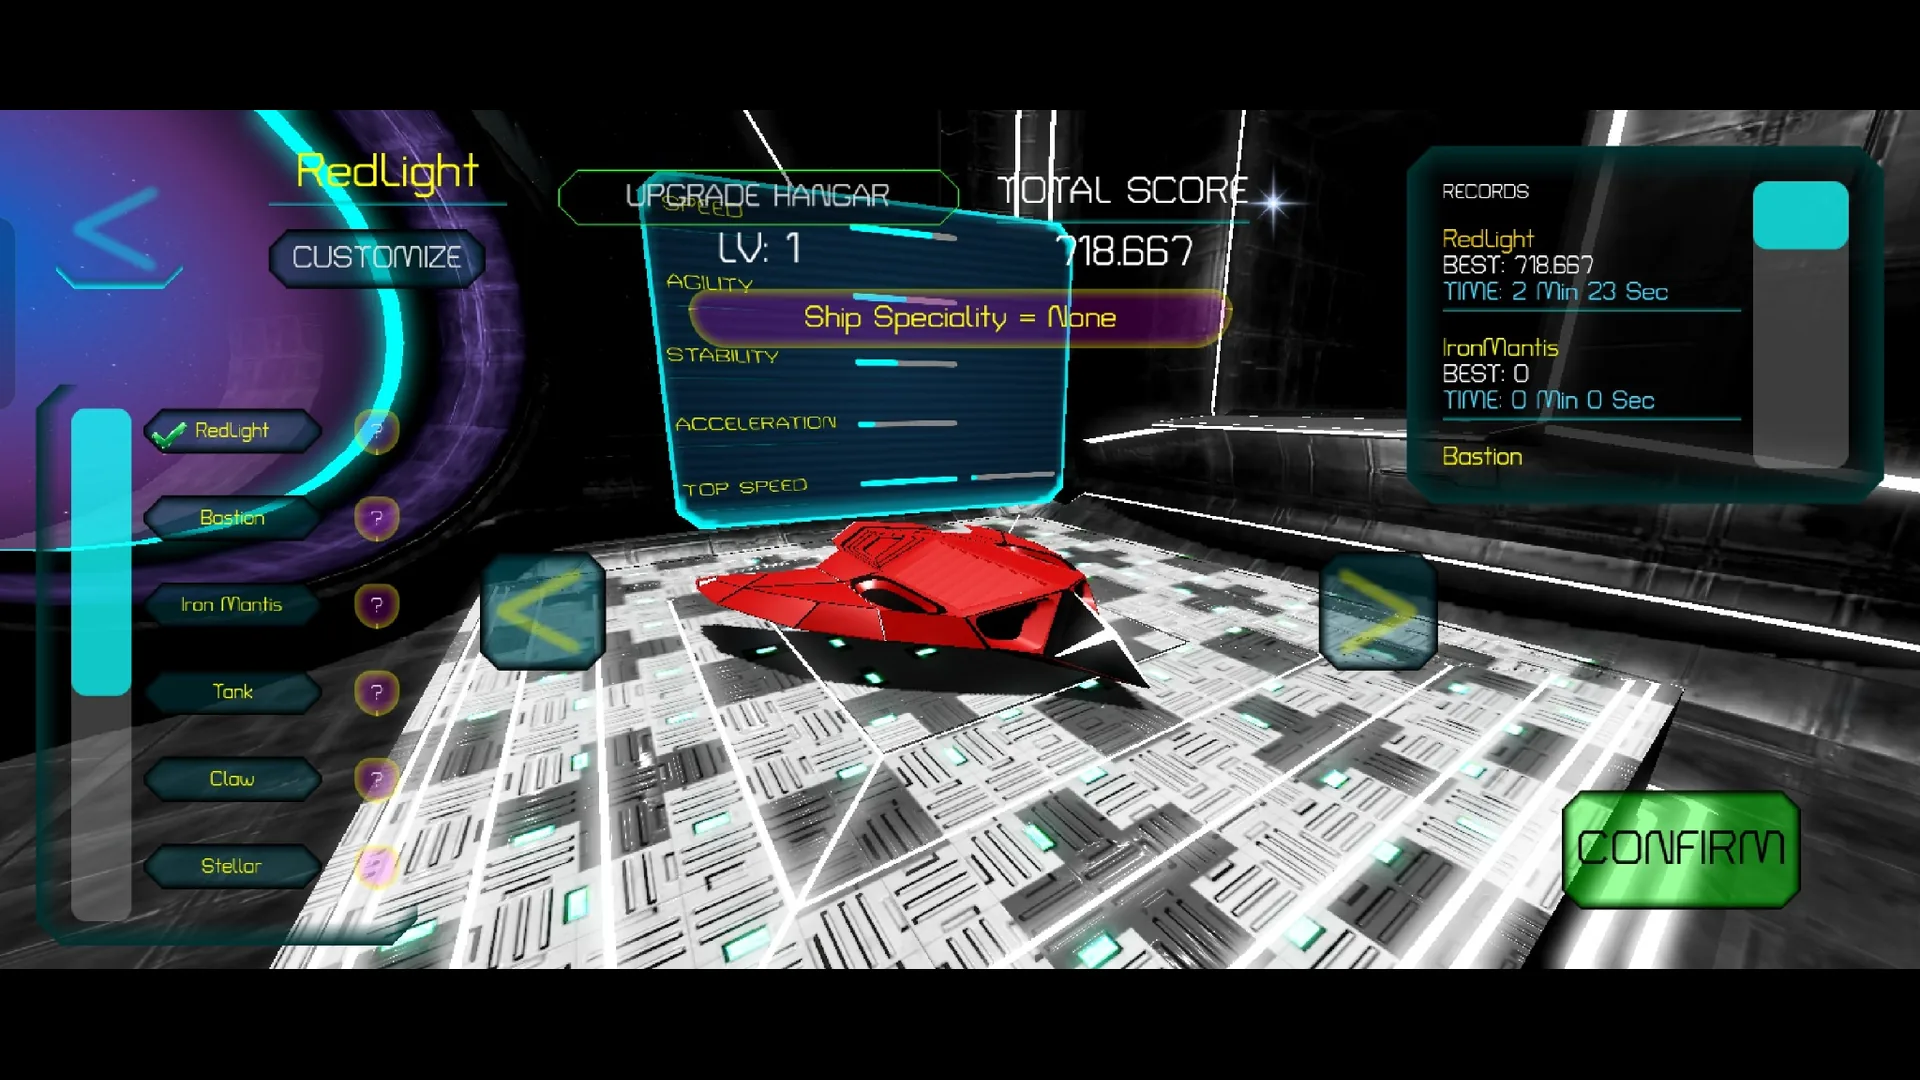 RedLight
CUSTOMIZE
UPGRADE HANGAR
LV: 1
TOTAL SCORE
718.667
Ship Speciality = None
SPEED
AGILITY
STABILITY
ACCELERATION
TOP SPEED
RECORDS
RedLight
BEST: 718.667
TIME: 2 Min 23 Sec
IronMantis
BEST: 0
TIME: 0 Min 0 Sec
Bastion
RedLight ?
Bastion ?
Iron Mantis ?
Tank ?
Claw ?
Stellar ?
CONFIRM